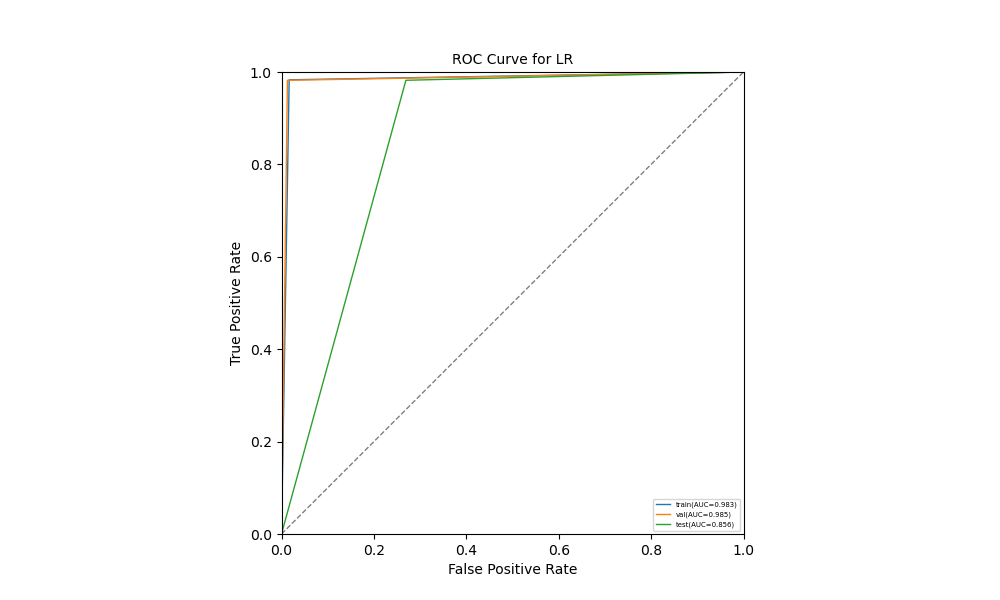 ROC Curve for LR
1.0
0.8
0.6
0.4
0.2
0.0
True Positive Rate
train(AUC=0.983)
val(AUC=0.985)
test(AUC=0.856)
0.0 0.2 0.4 0.6 0.8 1.0
False Positive Rate